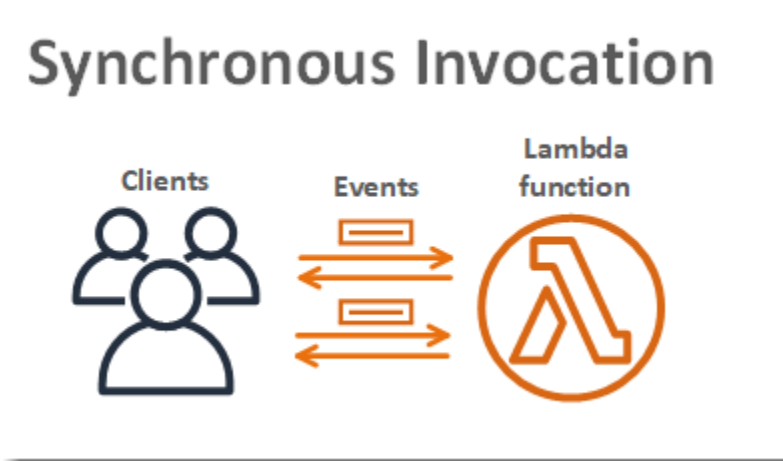 Synchronous Invocation
Clients
Events
Lambda
function